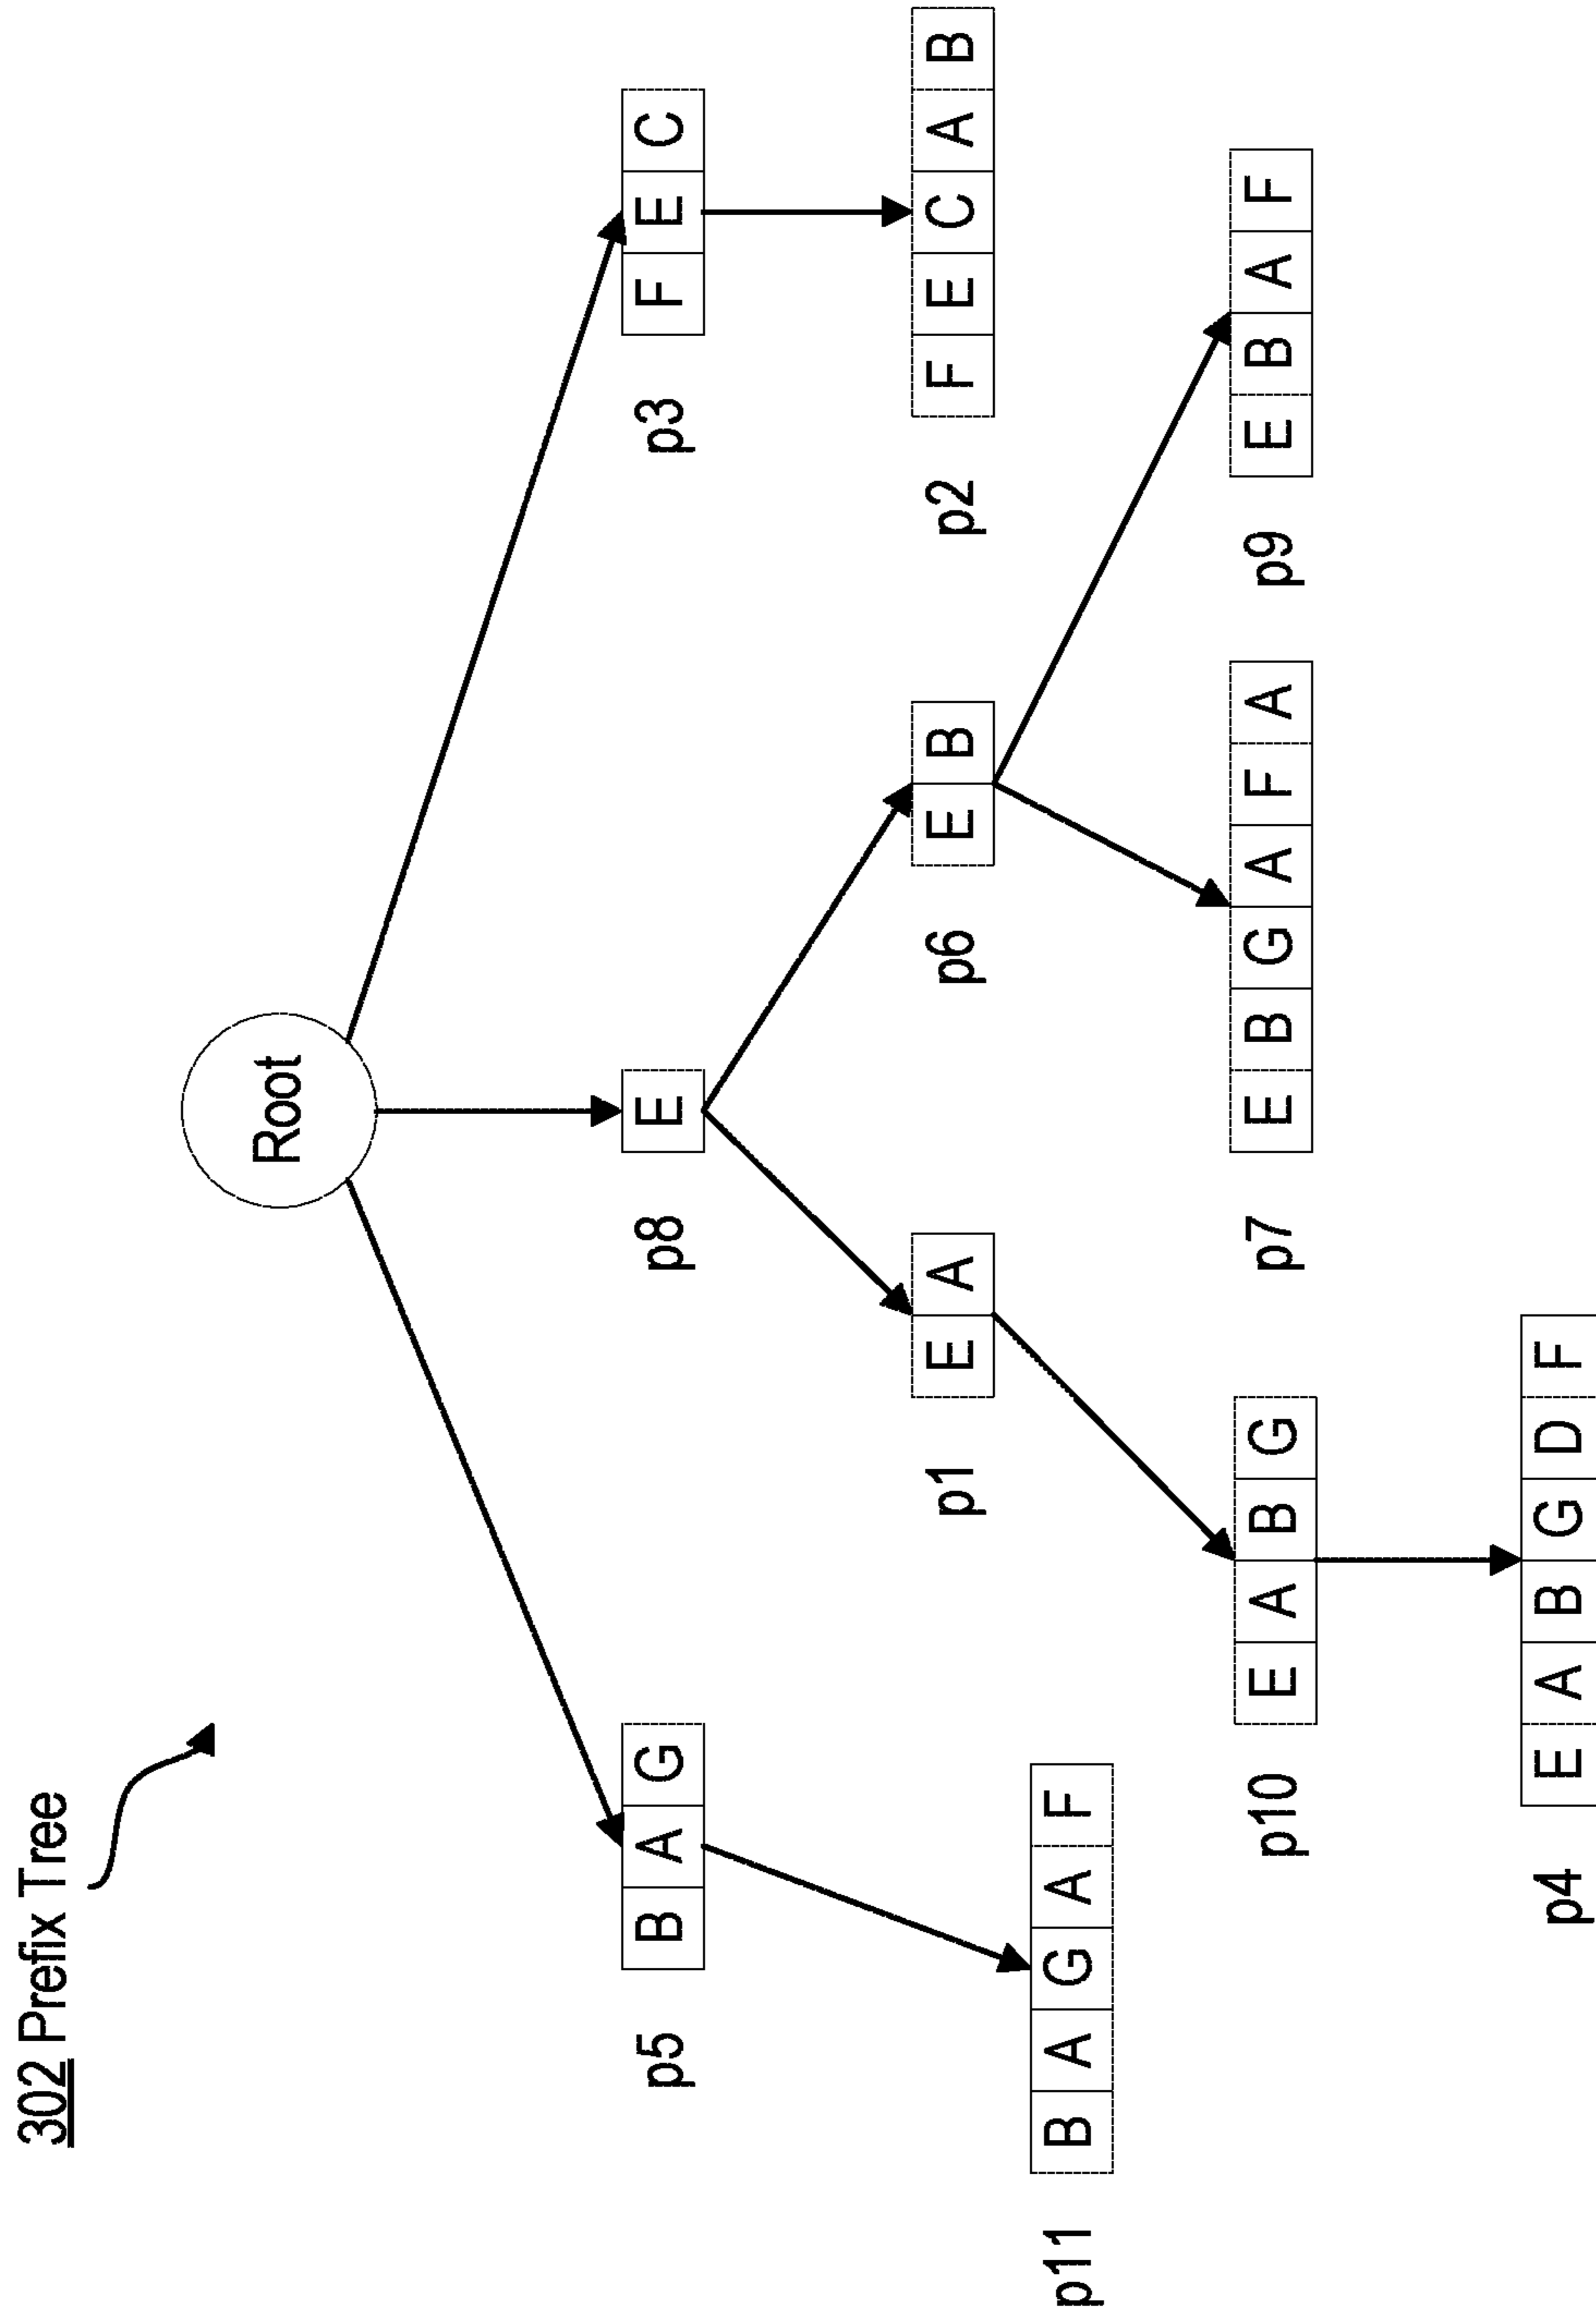 302 Prefix Tree
Root
p5 B A G
p8 E
p3 F E C
p1 E A
p6 E B
p2 F E C A B
p11 B A G A F
p10 E A B G
p7 E B G A F A
p9 E B A F
p4 E A B G D F